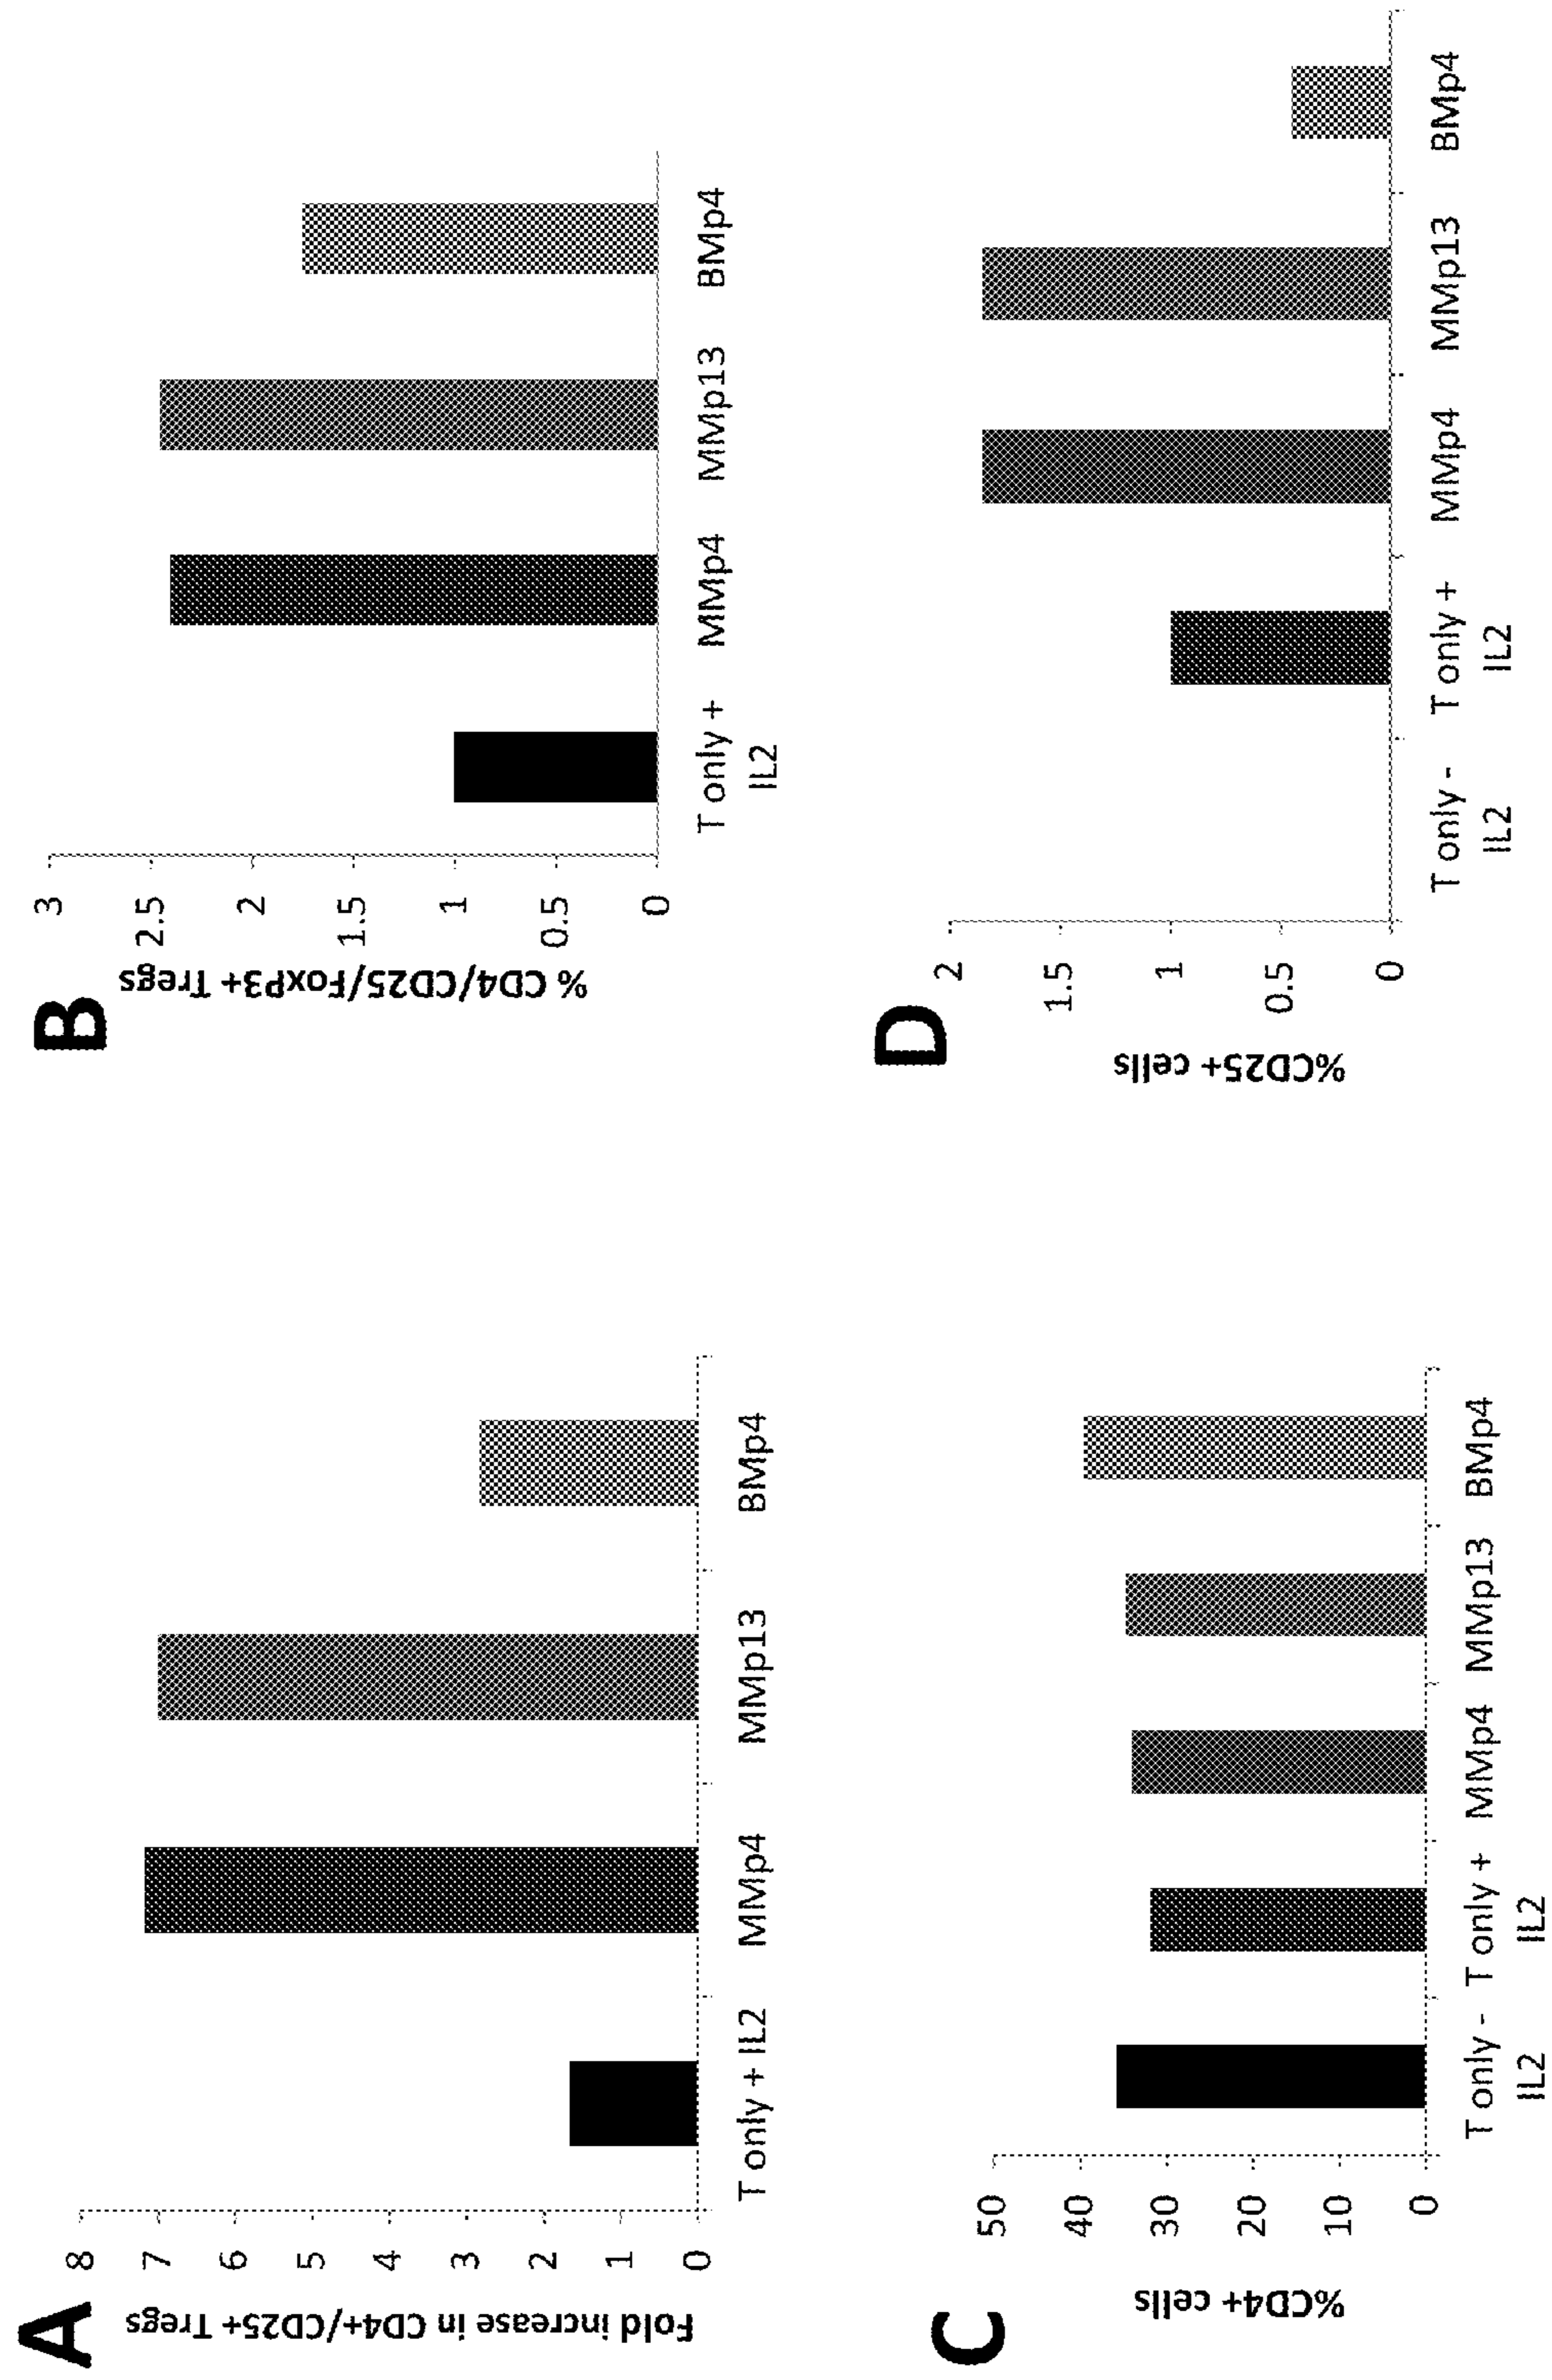 A
Fold increase in CD4+/CD25+ Tregs
8
7
6
5
4
3
2
1
0
T only + IL2
MMp4
MMp13
BMp4
B
% CD4/CD25/FoxP3+ Tregs
3
2.5
2
1.5
1
0.5
0
T only +
IL2
MMp4
MMp13
BMp4
C
%CD4+ cells
50
40
30
20
10
0
T only -
IL2
T only +
IL2
MMp4
MMp13
BMp4
D
%CD25+ cells
2
1.5
1
0.5
0
T only -
IL2
T only +
IL2
MMp4
MMp13
BMp4